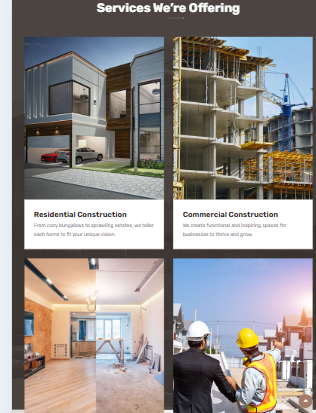 Services We're Offering
Residential Construction
From cozy bungalows to sprawling estates, we tailor
each home to fit your unique vision.
Commercial Construction
We create functional and inspiring spaces for
businesses to thrive and grow.